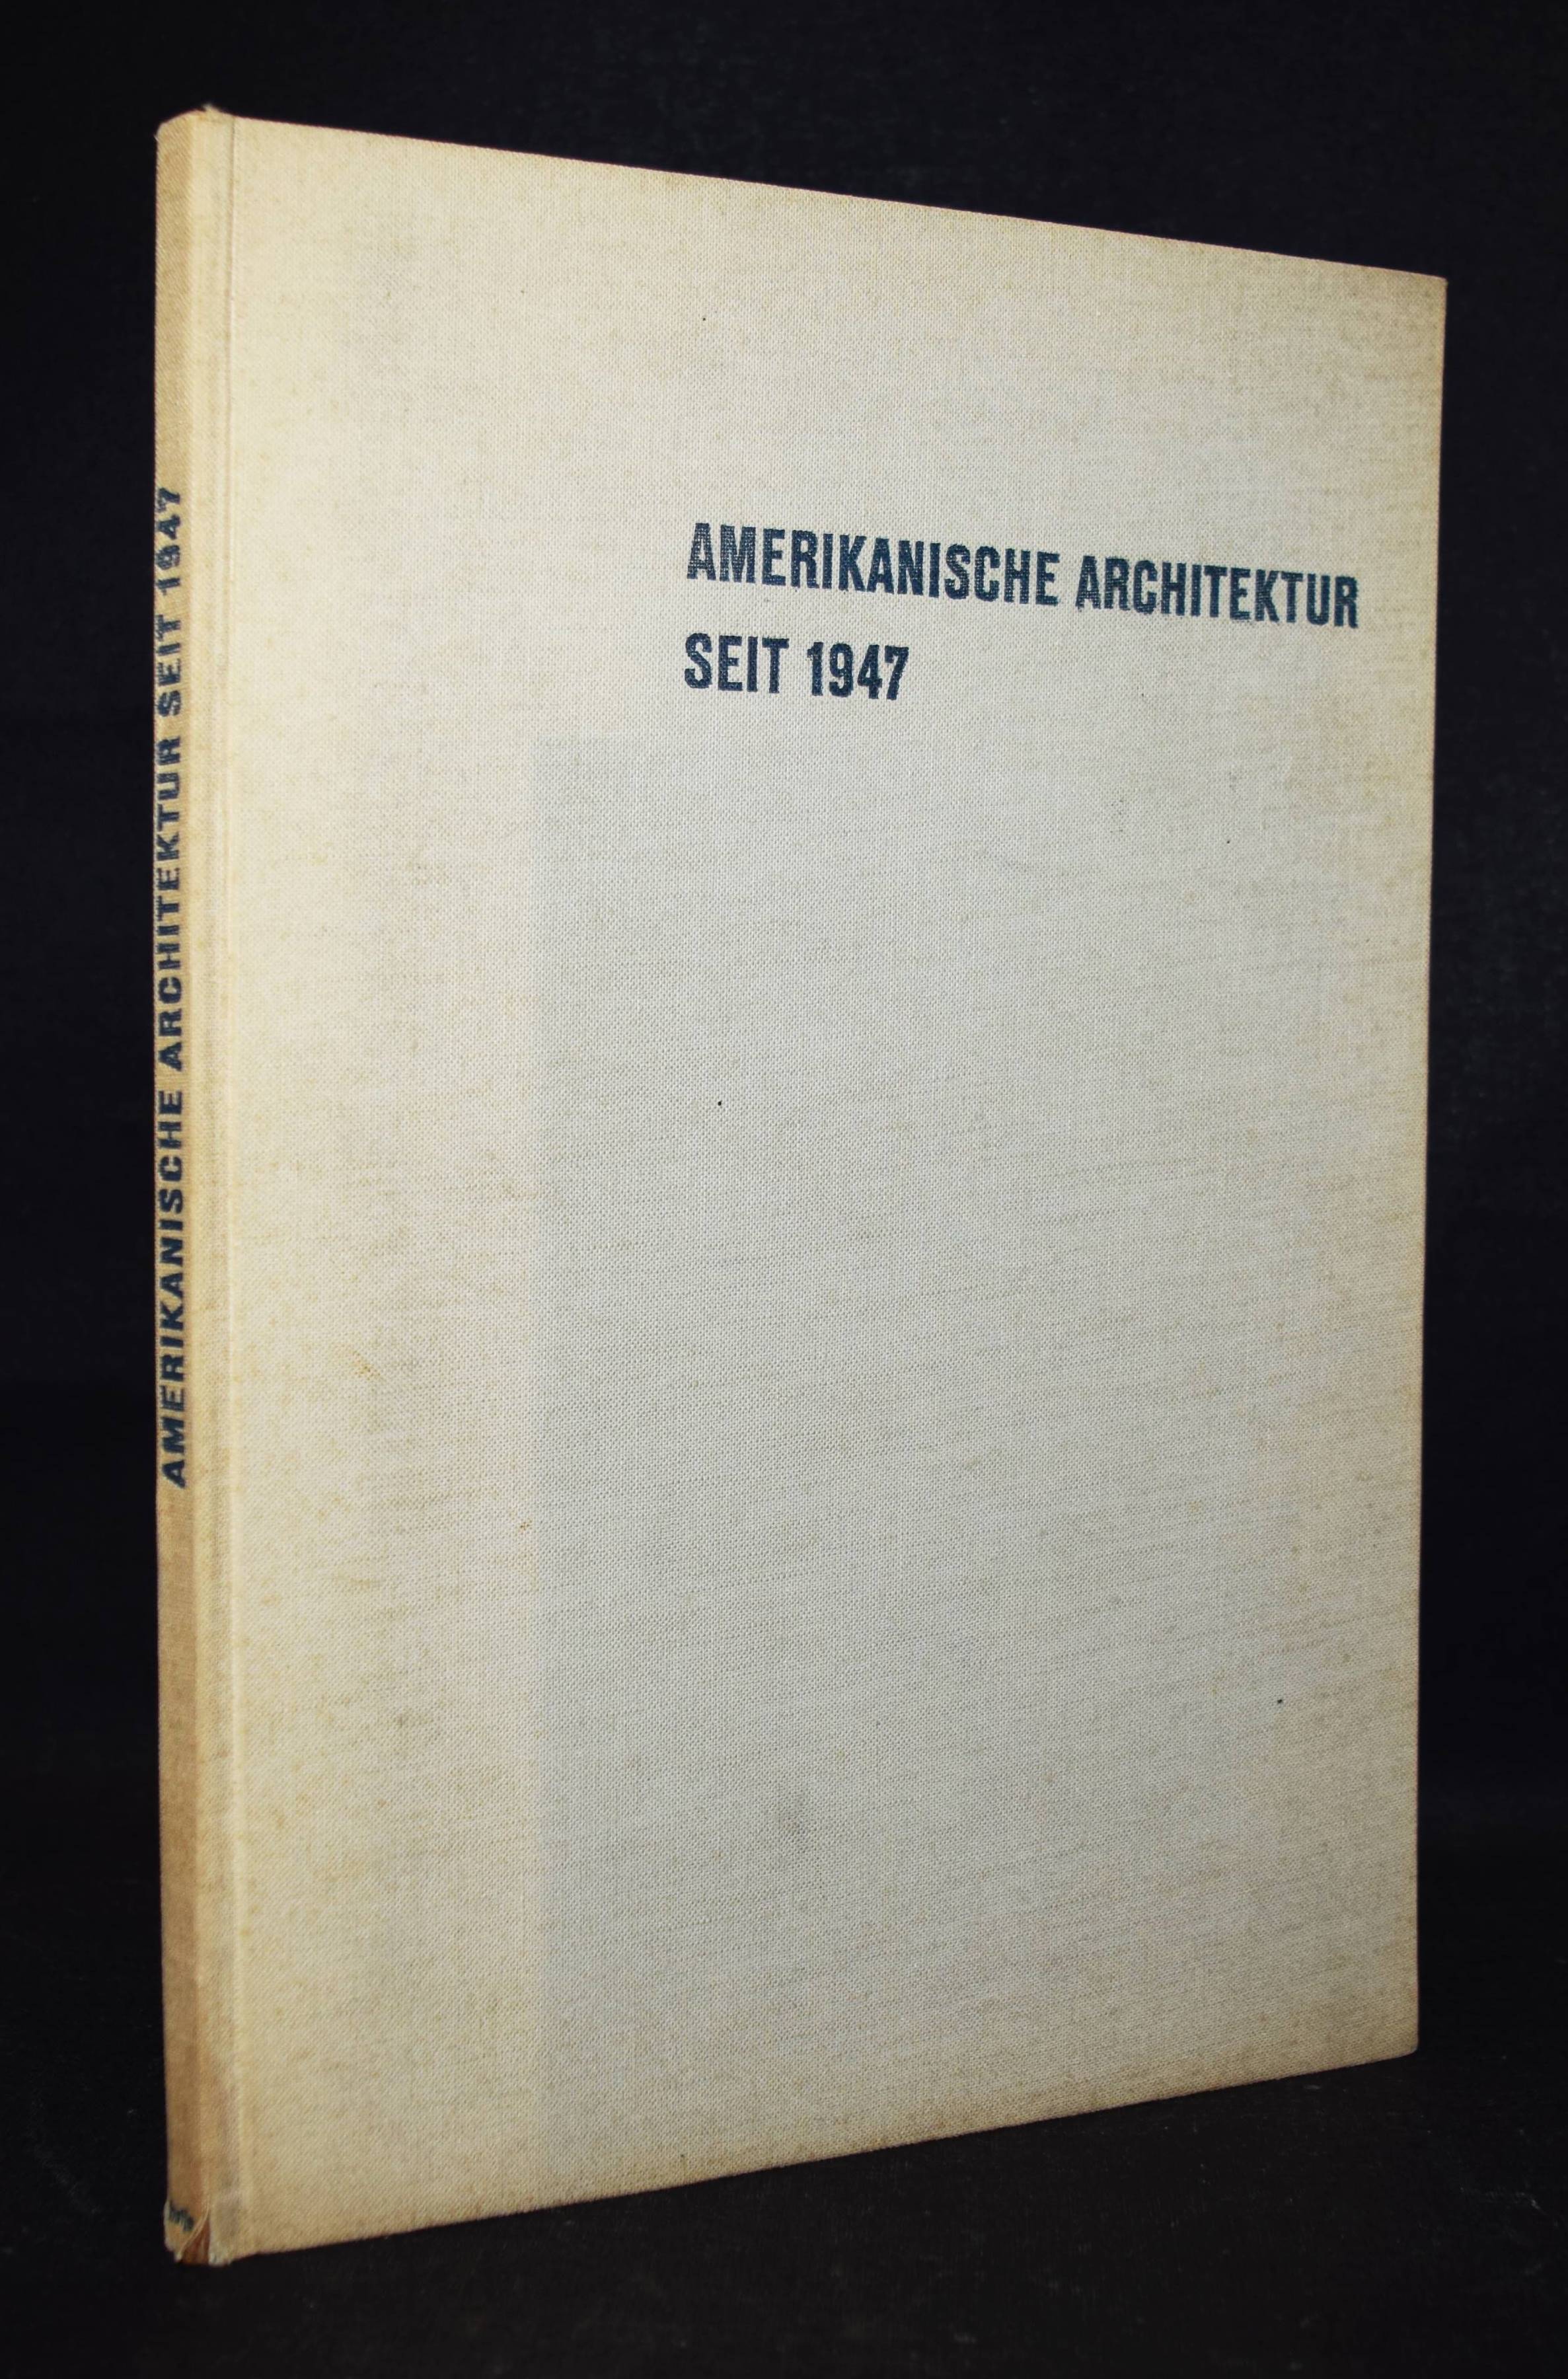 AMERIKANISCHE ARCHITEKTUR
SEIT 1947
AMERIKANISCHE ARCHITEKTUR SEIT 1947